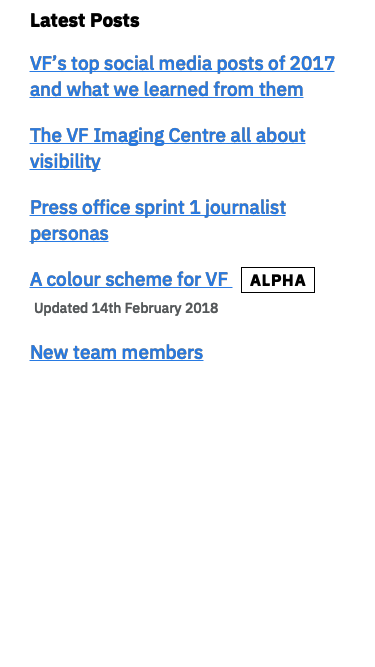 Latest Posts
VF’s top social media posts of 2017
and what we learned from them
The VF Imaging Centre all about
visibility
Press office sprint 1 journalist
personas
A colour scheme for VF ALPHA
Updated 14th February 2018
New team members